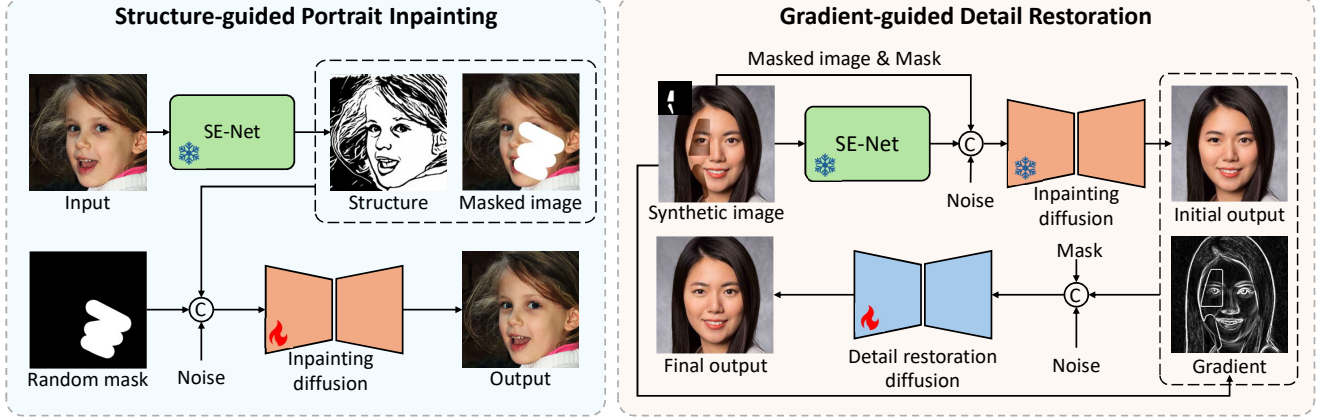 Structure-guided Portrait Inpainting
SE-Net
Input
Structure
Masked image
Random mask
Noise
C
Inpainting
diffusion
Output
Gradient-guided Detail Restoration
Masked image & Mask
SE-Net
C
Synthetic image
Noise
Inpainting
diffusion
Initial output
Mask
C
Final output
Detail restoration
diffusion
Noise
Gradient